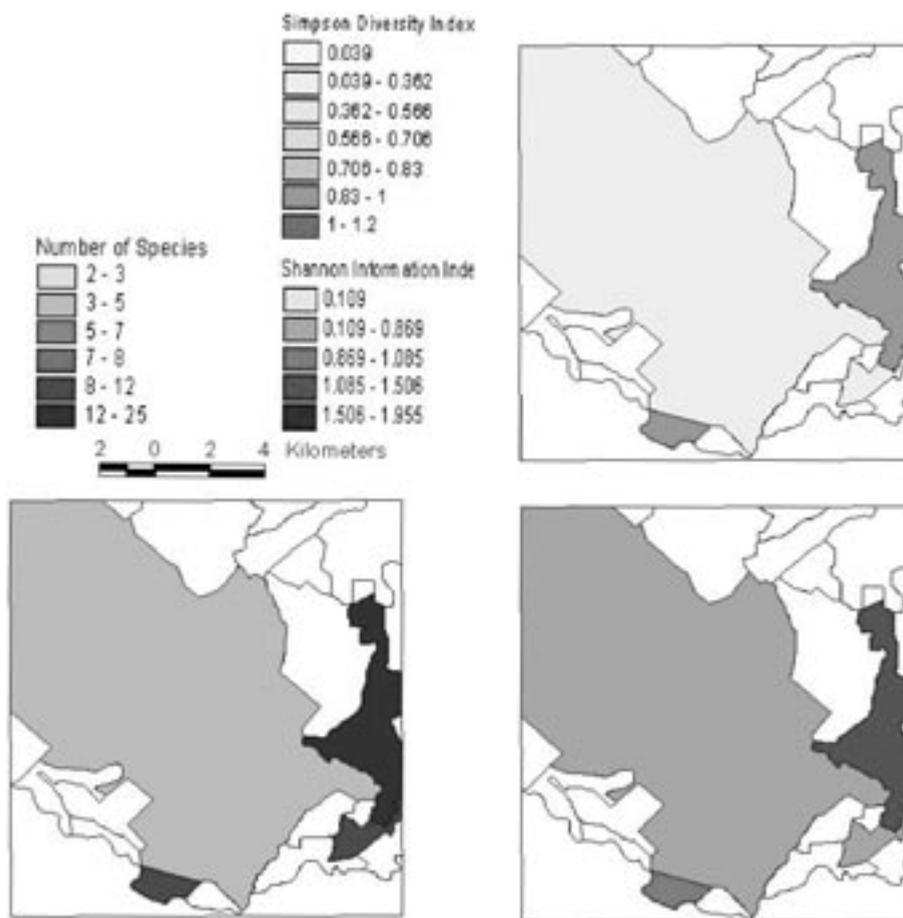 Simpson Diversity Index
0.039
0.039 - 0.362
0.362 - 0.566
0.566 - 0.706
0.706 - 0.83
0.83 - 1
1 - 1.2
Number of Species
2 - 3
3 - 5
5 - 7
7 - 8
8 - 12
12 - 25
Shannon Information Inde
0.109
0.109 - 0.869
0.869 - 1.085
1.085 - 1.506
1.506 - 1.955
2 0 2 4 Kilometers